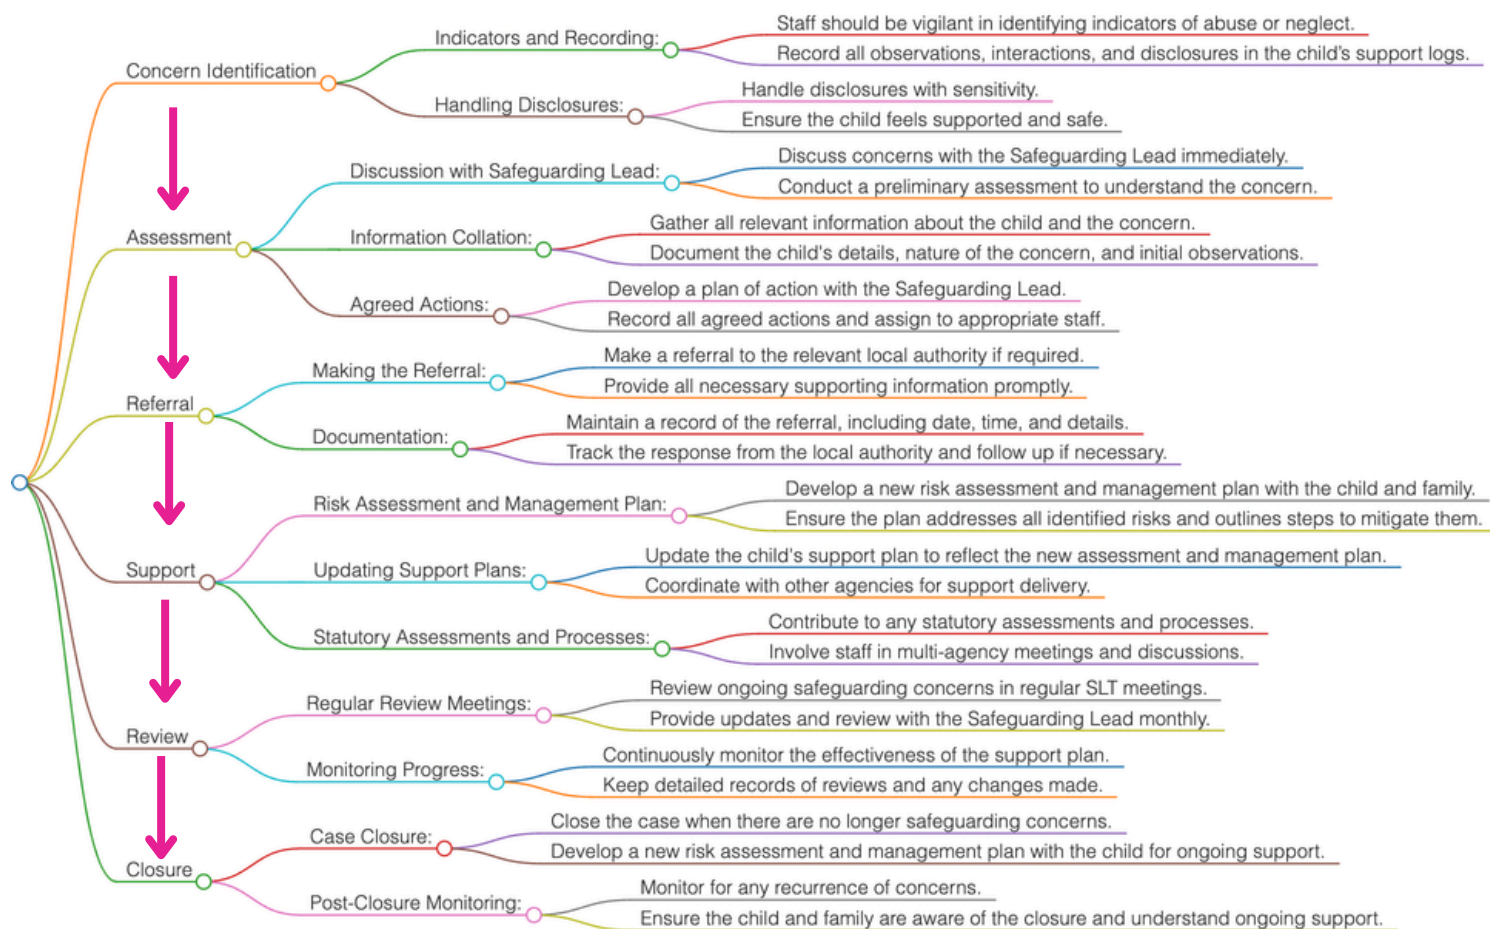 Concern Identification
Indicators and Recording:
Staff should be vigilant in identifying indicators of abuse or neglect.
Record all observations, interactions, and disclosures in the child's support logs.
Handling Disclosures:
Handle disclosures with sensitivity.
Ensure the child feels supported and safe.
Assessment
Discussion with Safeguarding Lead:
Discuss concerns with the Safeguarding Lead immediately.
Conduct a preliminary assessment to understand the concern.
Information Collation:
Gather all relevant information about the child and the concern.
Document the child's details, nature of the concern, and initial observations.
Agreed Actions:
Develop a plan of action with the Safeguarding Lead.
Record all agreed actions and assign to appropriate staff.
Referral
Making the Referral:
Make a referral to the relevant local authority if required.
Provide all necessary supporting information promptly.
Documentation:
Maintain a record of the referral, including date, time, and details.
Track the response from the local authority and follow up if necessary.
Support
Risk Assessment and Management Plan:
Develop a new risk assessment and management plan with the child and family.
Ensure the plan addresses all identified risks and outlines steps to mitigate them.
Updating Support Plans:
Update the child's support plan to reflect the new assessment and management plan.
Coordinate with other agencies for support delivery.
Statutory Assessments and Processes:
Contribute to any statutory assessments and processes.
Involve staff in multi-agency meetings and discussions.
Review
Regular Review Meetings:
Review ongoing safeguarding concerns in regular SLT meetings.
Provide updates and review with the Safeguarding Lead monthly.
Monitoring Progress:
Continuously monitor the effectiveness of the support plan.
Keep detailed records of reviews and any changes made.
Closure
Case Closure:
Close the case when there are no longer safeguarding concerns.
Develop a new risk assessment and management plan with the child for ongoing support.
Post-Closure Monitoring:
Monitor for any recurrence of concerns.
Ensure the child and family are aware of the closure and understand ongoing support.